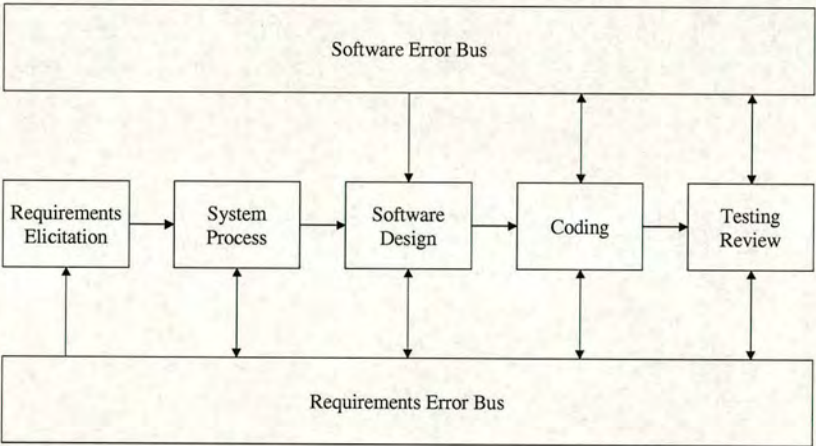 Software Error Bus
Requirements
Elicitation
System
Process
Software
Design
Coding
Testing
Review
Requirements Error Bus